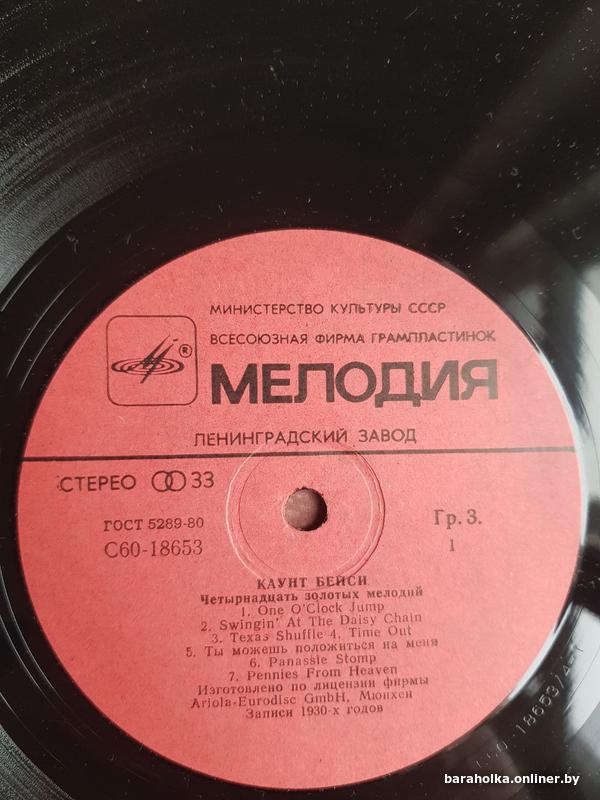 МИНИСТЕРСТВО КУЛЬТУРЫ СССР
ВСЕСОЮЗНАЯ ФИРМА ГРАМПЛАСТИНОК
®
МЕЛОДИЯ
ЛЕНИНГРАДСКИЙ ЗАВОД
СТЕРЕО 33
ГОСТ 5289-80
Гр. 3.
С60-18653
1
КАУНТ БЕЙСИ
Четырнадцать золотых мелодий
1. One O'Clock Jump
2. Swingin' At The Daisy Chain
3. Texas Shuffle 4. Time Out
5. Ты можешь положиться на меня
6. Panassie Stomp
7. Pennies From Heaven
Изготовлено по лицензии фирмы
Ariola-Eurodisc GmbH, Мюнхен
Записи 1930-х годов
baraholka.onliner.by